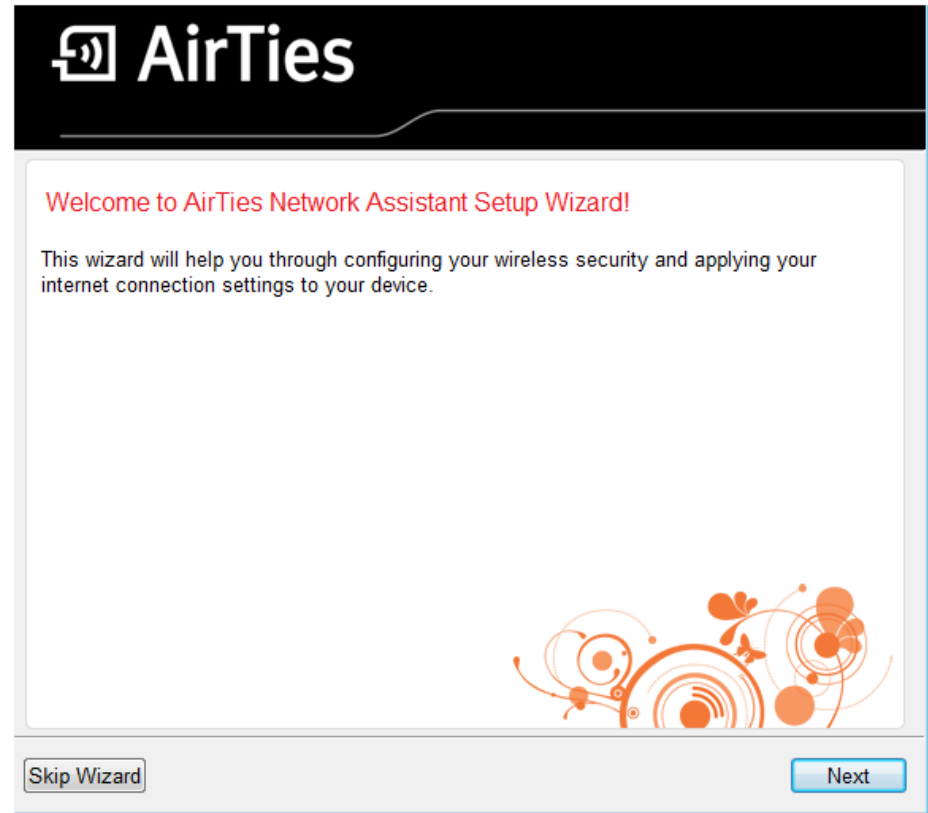 AirTies
Welcome to AirTies Network Assistant Setup Wizard!
This wizard will help you through configuring your wireless security and applying your
internet connection settings to your device.
Skip Wizard
Next